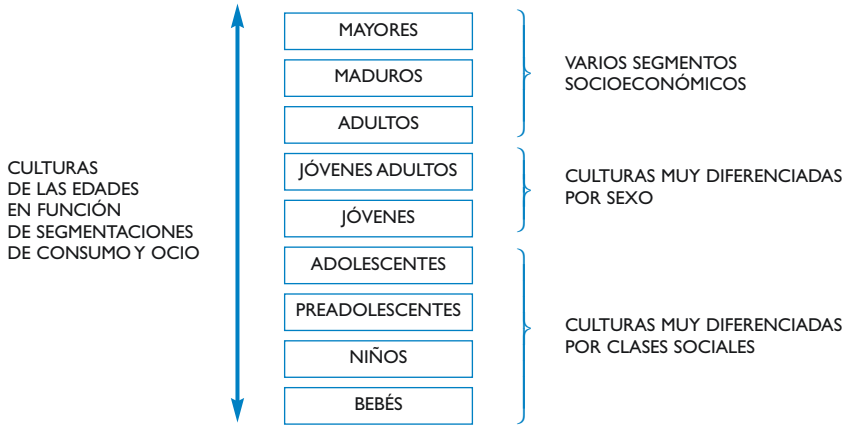 CULTURAS
DE LAS EDADES
EN FUNCIÓN
DE SEGMENTACIONES
DE CONSUMO Y OCIO
MAYORES
MADUROS
ADULTOS
JÓVENES ADULTOS
JÓVENES
ADOLESCENTES
PREADOLESCENTES
NIÑOS
BEBÉS
VARIOS SEGMENTOS
SOCIOECONÓMICOS
CULTURAS MUY DIFERENCIADAS
POR SEXO
CULTURAS MUY DIFERENCIADAS
POR CLASES SOCIALES